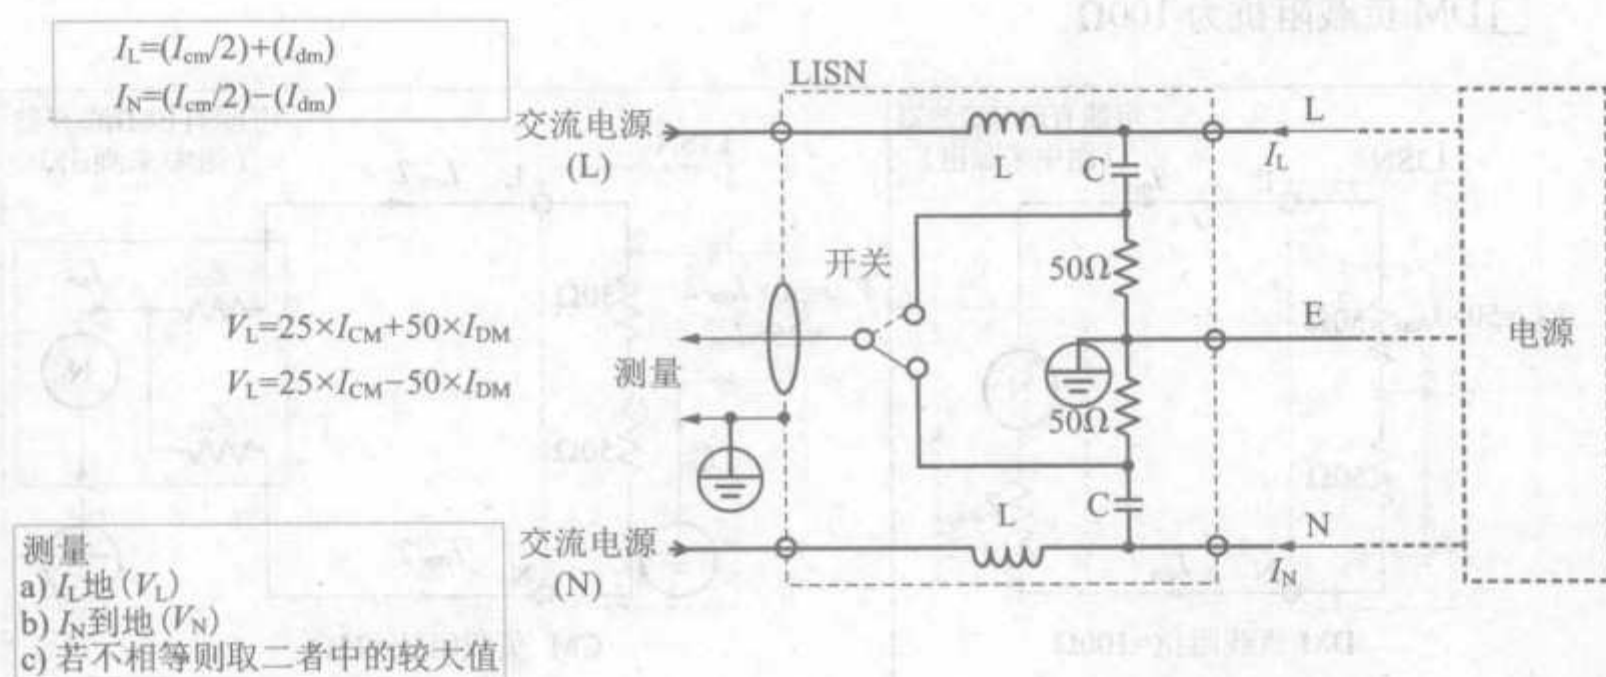 I_L=(I_cm/2)+(I_dm)
I_N=(I_cm/2)−(I_dm)
LISN
交流电源
(L)
L
C
L
I_L
开关
50Ω
E
电源
V_L=25×I_CM+50×I_DM
V_L=25×I_CM−50×I_DM
测量
50Ω
交流电源
(N)
L
C
N
I_N
测量
a) I_L地(V_L)
b) I_N到地(V_N)
c) 若不相等则取二者中的较大值